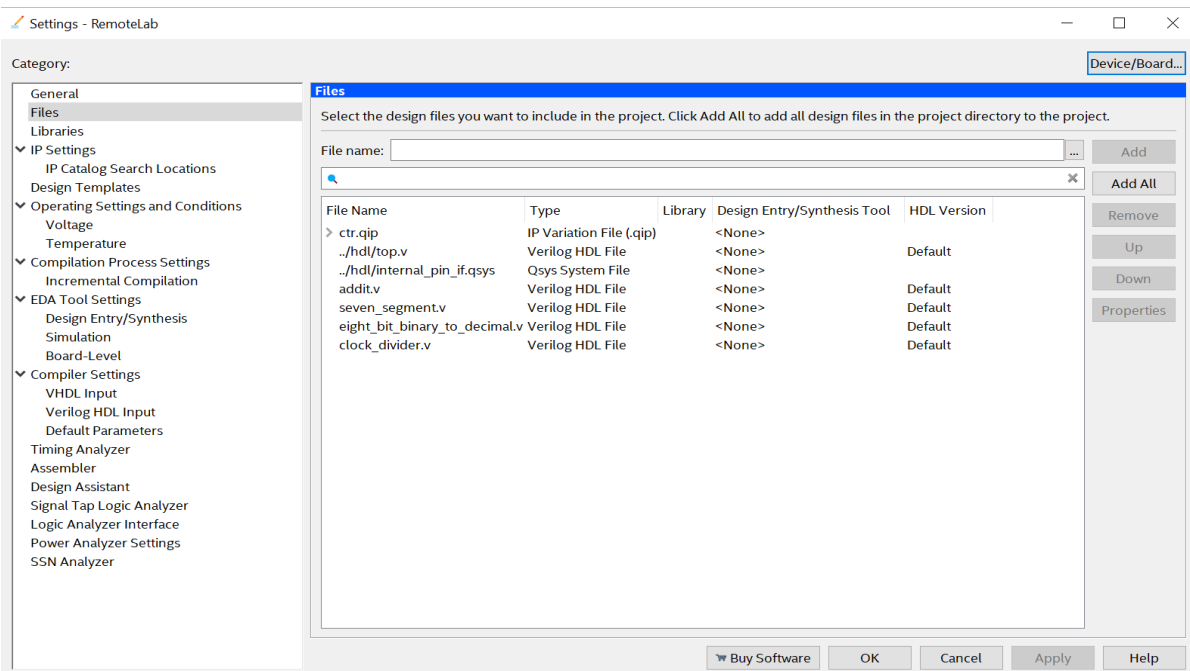 Settings - RemoteLab
Category:
Device/Board...
General
Files
Libraries
IP Settings
IP Catalog Search Locations
Design Templates
Operating Settings and Conditions
Voltage
Temperature
Compilation Process Settings
Incremental Compilation
EDA Tool Settings
Design Entry/Synthesis
Simulation
Board-Level
Compiler Settings
VHDL Input
Verilog HDL Input
Default Parameters
Timing Analyzer
Assembler
Design Assistant
Signal Tap Logic Analyzer
Logic Analyzer Interface
Power Analyzer Settings
SSN Analyzer
Files
Select the design files you want to include in the project. Click Add All to add all design files in the project directory to the project.
File name: ... Add
Add All
File Name Type Library Design Entry/Synthesis Tool HDL Version
ctr.qip IP Variation File (.qip) <None>
../hdl/top.v Verilog HDL File <None> Default
../hdl/internal_pin_if.qsys Qsys System File <None>
addit.v Verilog HDL File <None> Default
seven_segment.v Verilog HDL File <None> Default
eight_bit_binary_to_decimal.v Verilog HDL File <None> Default
clock_divider.v Verilog HDL File <None> Default
Remove
Up
Down
Properties
Buy Software OK Cancel Apply Help